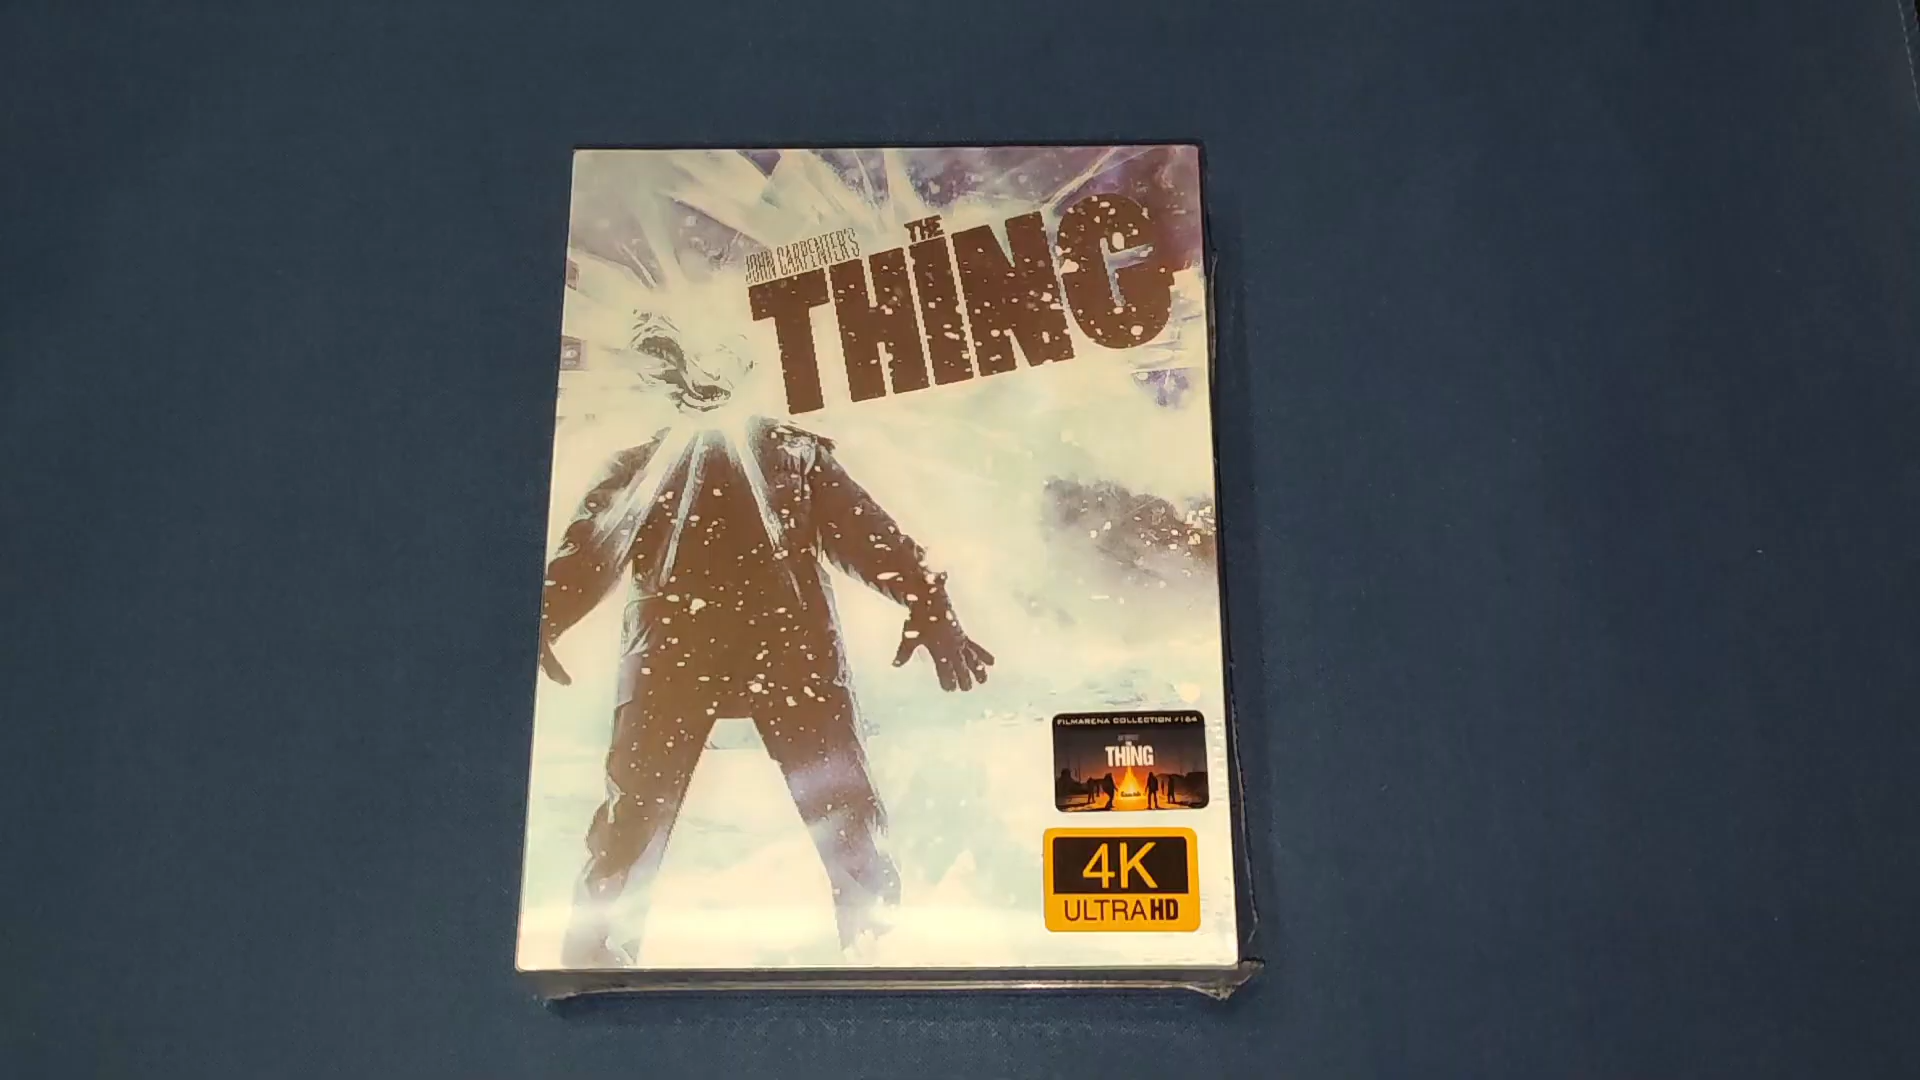 JOHN CARPENTER'S
THE
THING
FILMARENA COLLECTION #164
THE
THING
4K
ULTRA HD